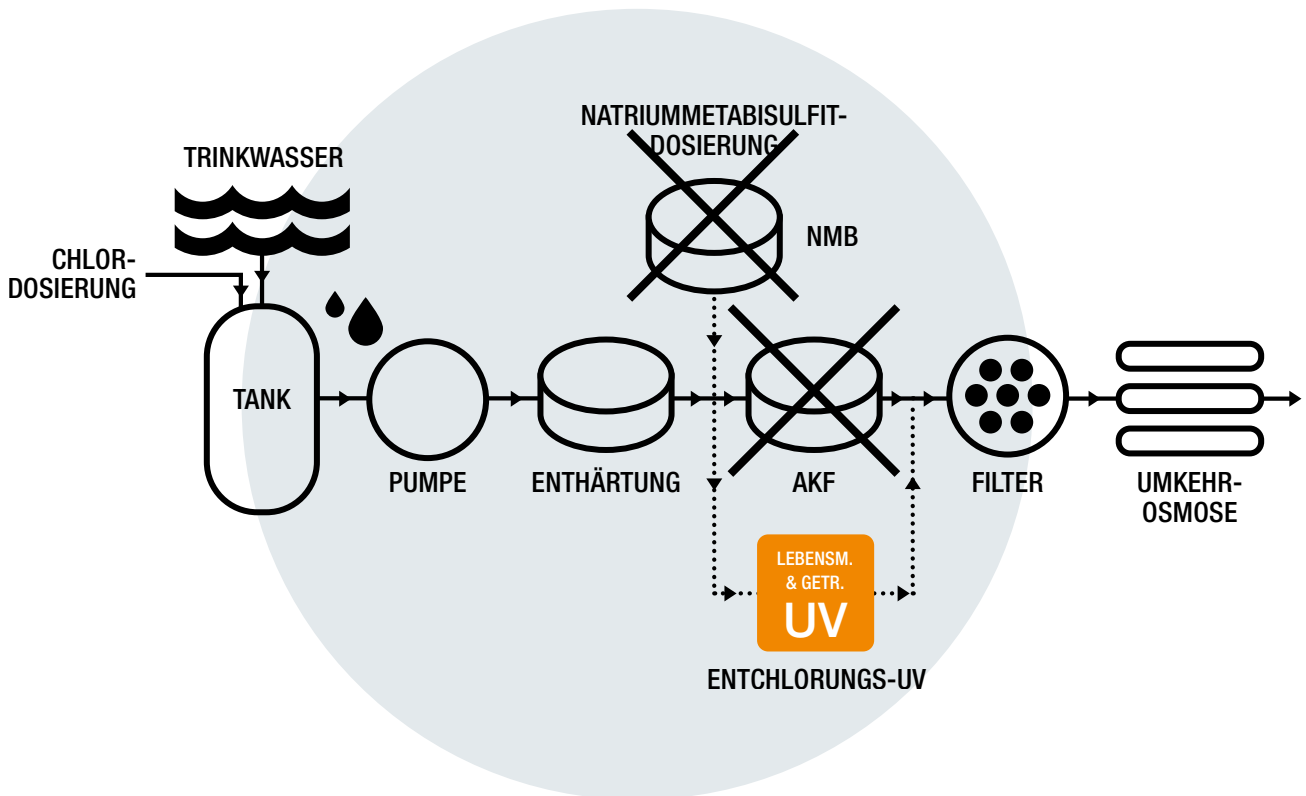 NATRIUMMETABISULFIT-
DOSIERUNG
TRINKWASSER
NMB
CHLOR-
DOSIERUNG
TANK
PUMPE
ENTHÄRTUNG
AKF
FILTER
UMKEHR-
OSMOSE
LEBENSM.
& GETR.
UV
ENTCHLORUNGS-UV